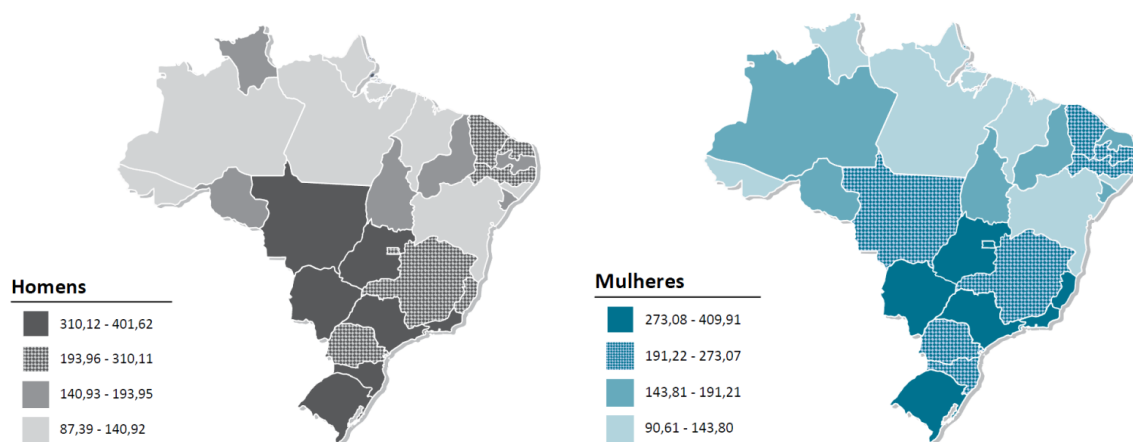 Homens
310,12 - 401,62
193,96 - 310,11
140,93 - 193,95
87,39 - 140,92
Mulheres
273,08 - 409,91
191,22 - 273,07
143,81 - 191,21
90,61 - 143,80